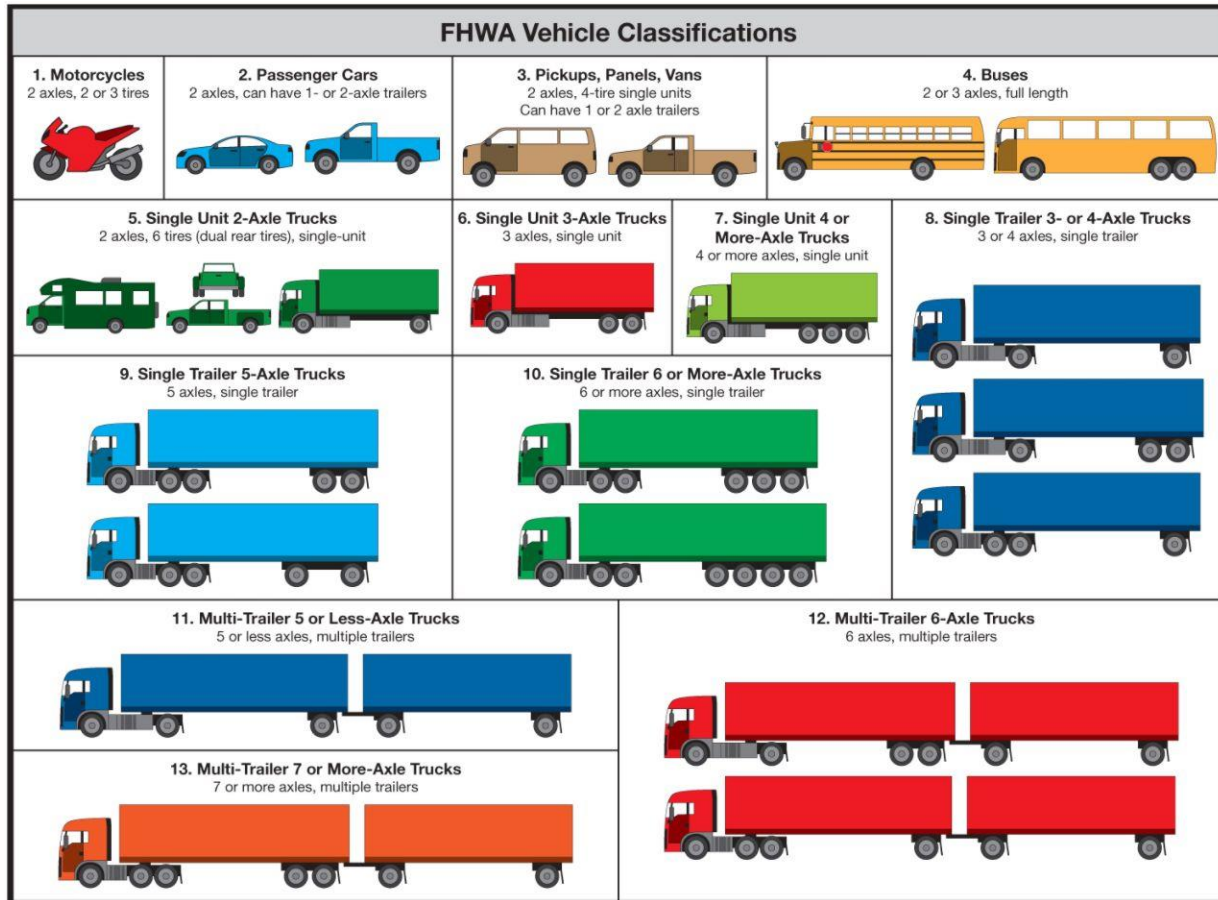 FHWA Vehicle Classifications
1. Motorcycles
2 axles, 2 or 3 tires
2. Passenger Cars
2 axles, can have 1- or 2-axle trailers
3. Pickups, Panels, Vans
2 axles, 4-tire single units
Can have 1 or 2 axle trailers
4. Buses
2 or 3 axles, full length
5. Single Unit 2-Axle Trucks
2 axles, 6 tires (dual rear tires), single-unit
6. Single Unit 3-Axle Trucks
3 axles, single unit
7. Single Unit 4 or
More-Axle Trucks
4 or more axles, single unit
8. Single Trailer 3- or 4-Axle Trucks
3 or 4 axles, single trailer
9. Single Trailer 5-Axle Trucks
5 axles, single trailer
10. Single Trailer 6 or More-Axle Trucks
6 or more axles, single trailer
11. Multi-Trailer 5 or Less-Axle Trucks
5 or less axles, multiple trailers
12. Multi-Trailer 6-Axle Trucks
6 axles, multiple trailers
13. Multi-Trailer 7 or More-Axle Trucks
7 or more axles, multiple trailers